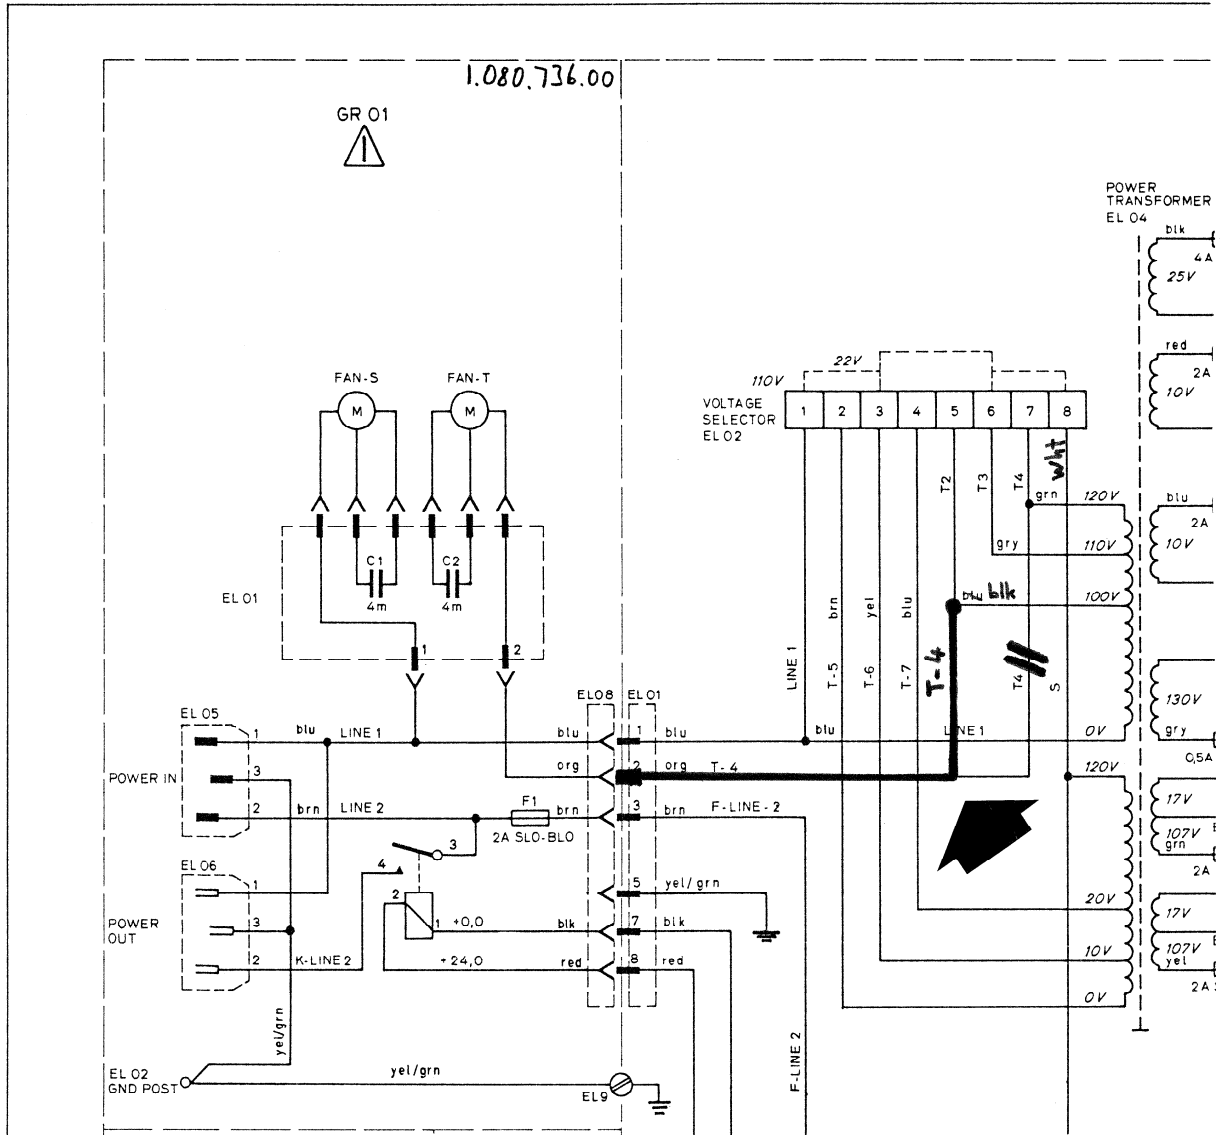 1.080.736.00
GR 01
POWER
TRANSFORMER
EL 04
blk
4A
25V
red
2A
10V
22V
110V
FAN-S
FAN-T
M
M
VOLTAGE
SELECTOR
EL 02
1 2 3 4 5 6 7 8
wht
T2
T3
T4
grn
120V
blu
2A
10V
gry
110V
C1
C2
4m
4m
EL 01
blu blk
100V
brn
yel
blu
LINE 1
T-5
T-6
T-7
T-4
T4
S
1
2
130V
gry
0,5A
EL 05
EL 08
EL 01
1
blu
LINE 1
blu
1
blu
blu
LINE 1
0V
POWER IN
3
org
2
org
T-4
120V
2
brn
LINE 2
F1
2A SLO-BLO
brn
3
brn
F-LINE-2
17V
107V
grn
2A
3
4
EL 06
1
2
1
5
yel/grn
20V
17V
POWER
OUT
3
+0,0
blk
7
blk
107V
yel
2A
2
K-LINE 2
+24,0
red
8
red
10V
0V
yel/grn
F-LINE 2
EL 02
GND POST
yel/grn
EL9